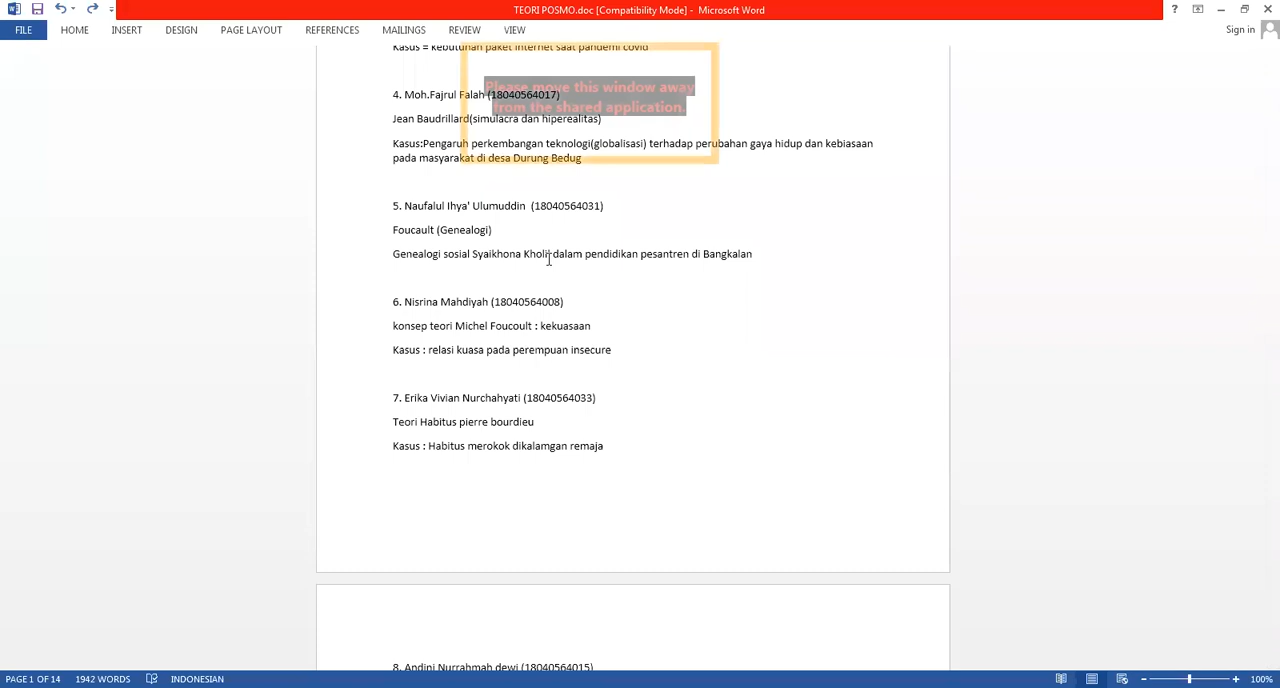 TEORI POSMO.doc [Compatibility Mode] - Microsoft Word
FILE HOME INSERT DESIGN PAGE LAYOUT REFERENCES MAILINGS REVIEW VIEW Sign in
Kasus = kebutuhan paket internet saat pandemi covid
Please move this window away
from the shared application.
4. Moh.Fajrul Falah (18040564017)
Jean Baudrillard(simulacra dan hiperealitas)
Kasus:Pengaruh perkembangan teknologi(globalisasi) terhadap perubahan gaya hidup dan kebiasaan
pada masyarakat di desa Durung Bedug
5. Naufalul Ihya' Ulumuddin (18040564031)
Foucault (Genealogi)
Genealogi sosial Syaikhona Kholil dalam pendidikan pesantren di Bangkalan
6. Nisrina Mahdiyah (18040564008)
konsep teori Michel Foucoult : kekuasaan
Kasus : relasi kuasa pada perempuan insecure
7. Erika Vivian Nurchahyati (18040564033)
Teori Habitus pierre bourdieu
Kasus : Habitus merokok dikalamgan remaja
8. Andini Nurrahmah dewi (18040564015)
PAGE 1 OF 14 1942 WORDS INDONESIAN 100%